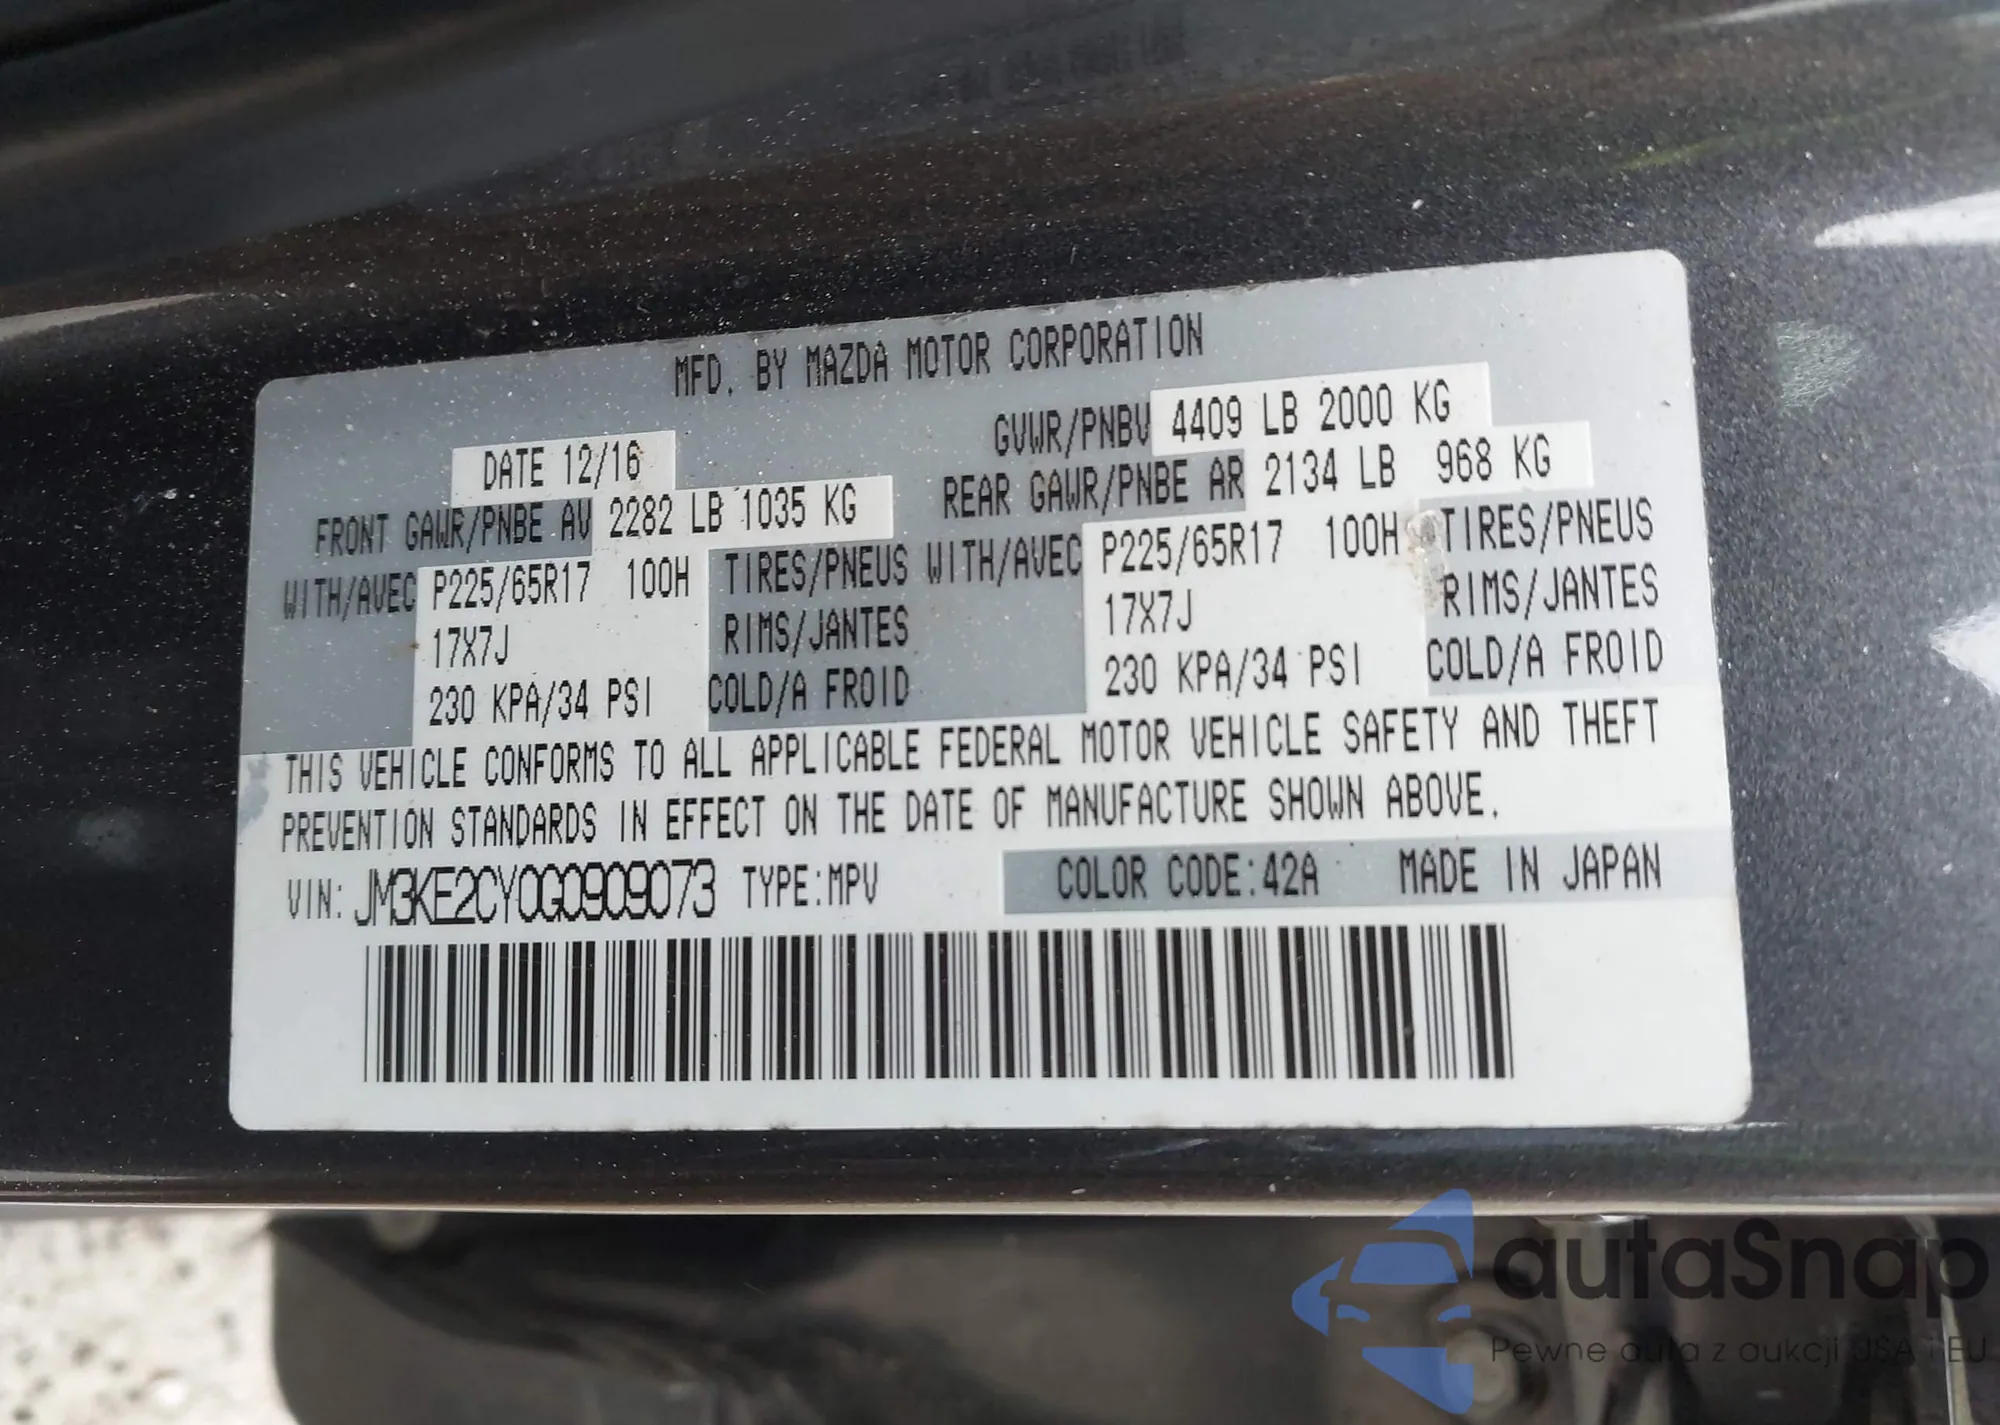 MFD. BY MAZDA MOTOR CORPORATION
DATE 12/16 GVWR/PNBV 4409 LB 2000 KG
FRONT GAWR/PNBE AV 2282 LB 1035 KG REAR GAWR/PNBE AR 2134 LB 968 KG
WITH/AVEC P225/65R17 100H TIRES/PNEUS WITH/AVEC P225/65R17 100H TIRES/PNEUS
17X7J RIMS/JANTES 17X7J RIMS/JANTES
230 KPA/34 PSI COLD/A FROID 230 KPA/34 PSI COLD/A FROID
THIS VEHICLE CONFORMS TO ALL APPLICABLE FEDERAL MOTOR VEHICLE SAFETY AND THEFT
PREVENTION STANDARDS IN EFFECT ON THE DATE OF MANUFACTURE SHOWN ABOVE.
VIN: JM3KE2CY0G0909073 TYPE:MPV COLOR CODE:42A MADE IN JAPAN
autaSnap
Pewne auta z aukcji USA i EU